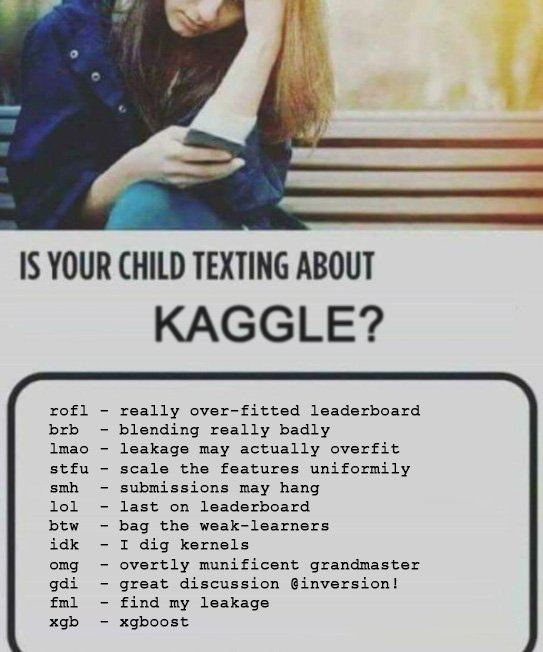 IS YOUR CHILD TEXTING ABOUT
KAGGLE?
rofl - really over-fitted leaderboard
brb - blending really badly
lmao - leakage may actually overfit
stfu - scale the features uniformily
smh - submissions may hang
lol - last on leaderboard
btw - bag the weak-learners
idk - I dig kernels
omg - overtly munificent grandmaster
gdi - great discussion @inversion!
fml - find my leakage
xgb - xgboost